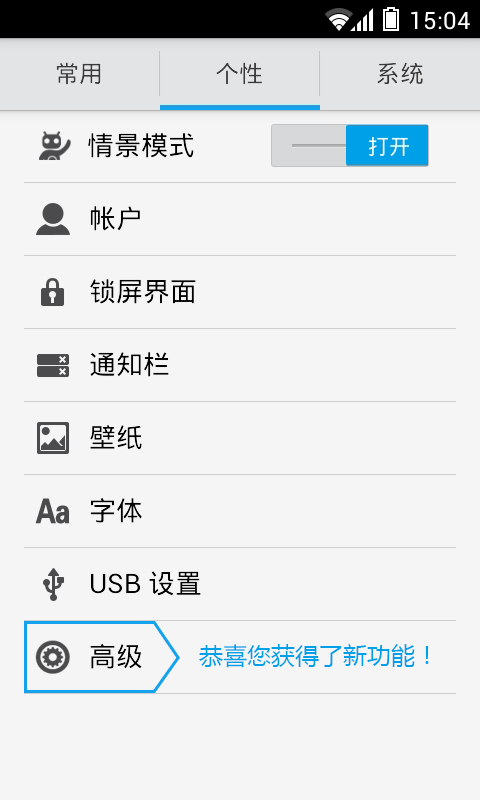 15:04
常用 个性 系统
情景模式 打开
帐户
锁屏界面
通知栏
壁纸
Aa 字体
USB 设置
高级 恭喜您获得了新功能！